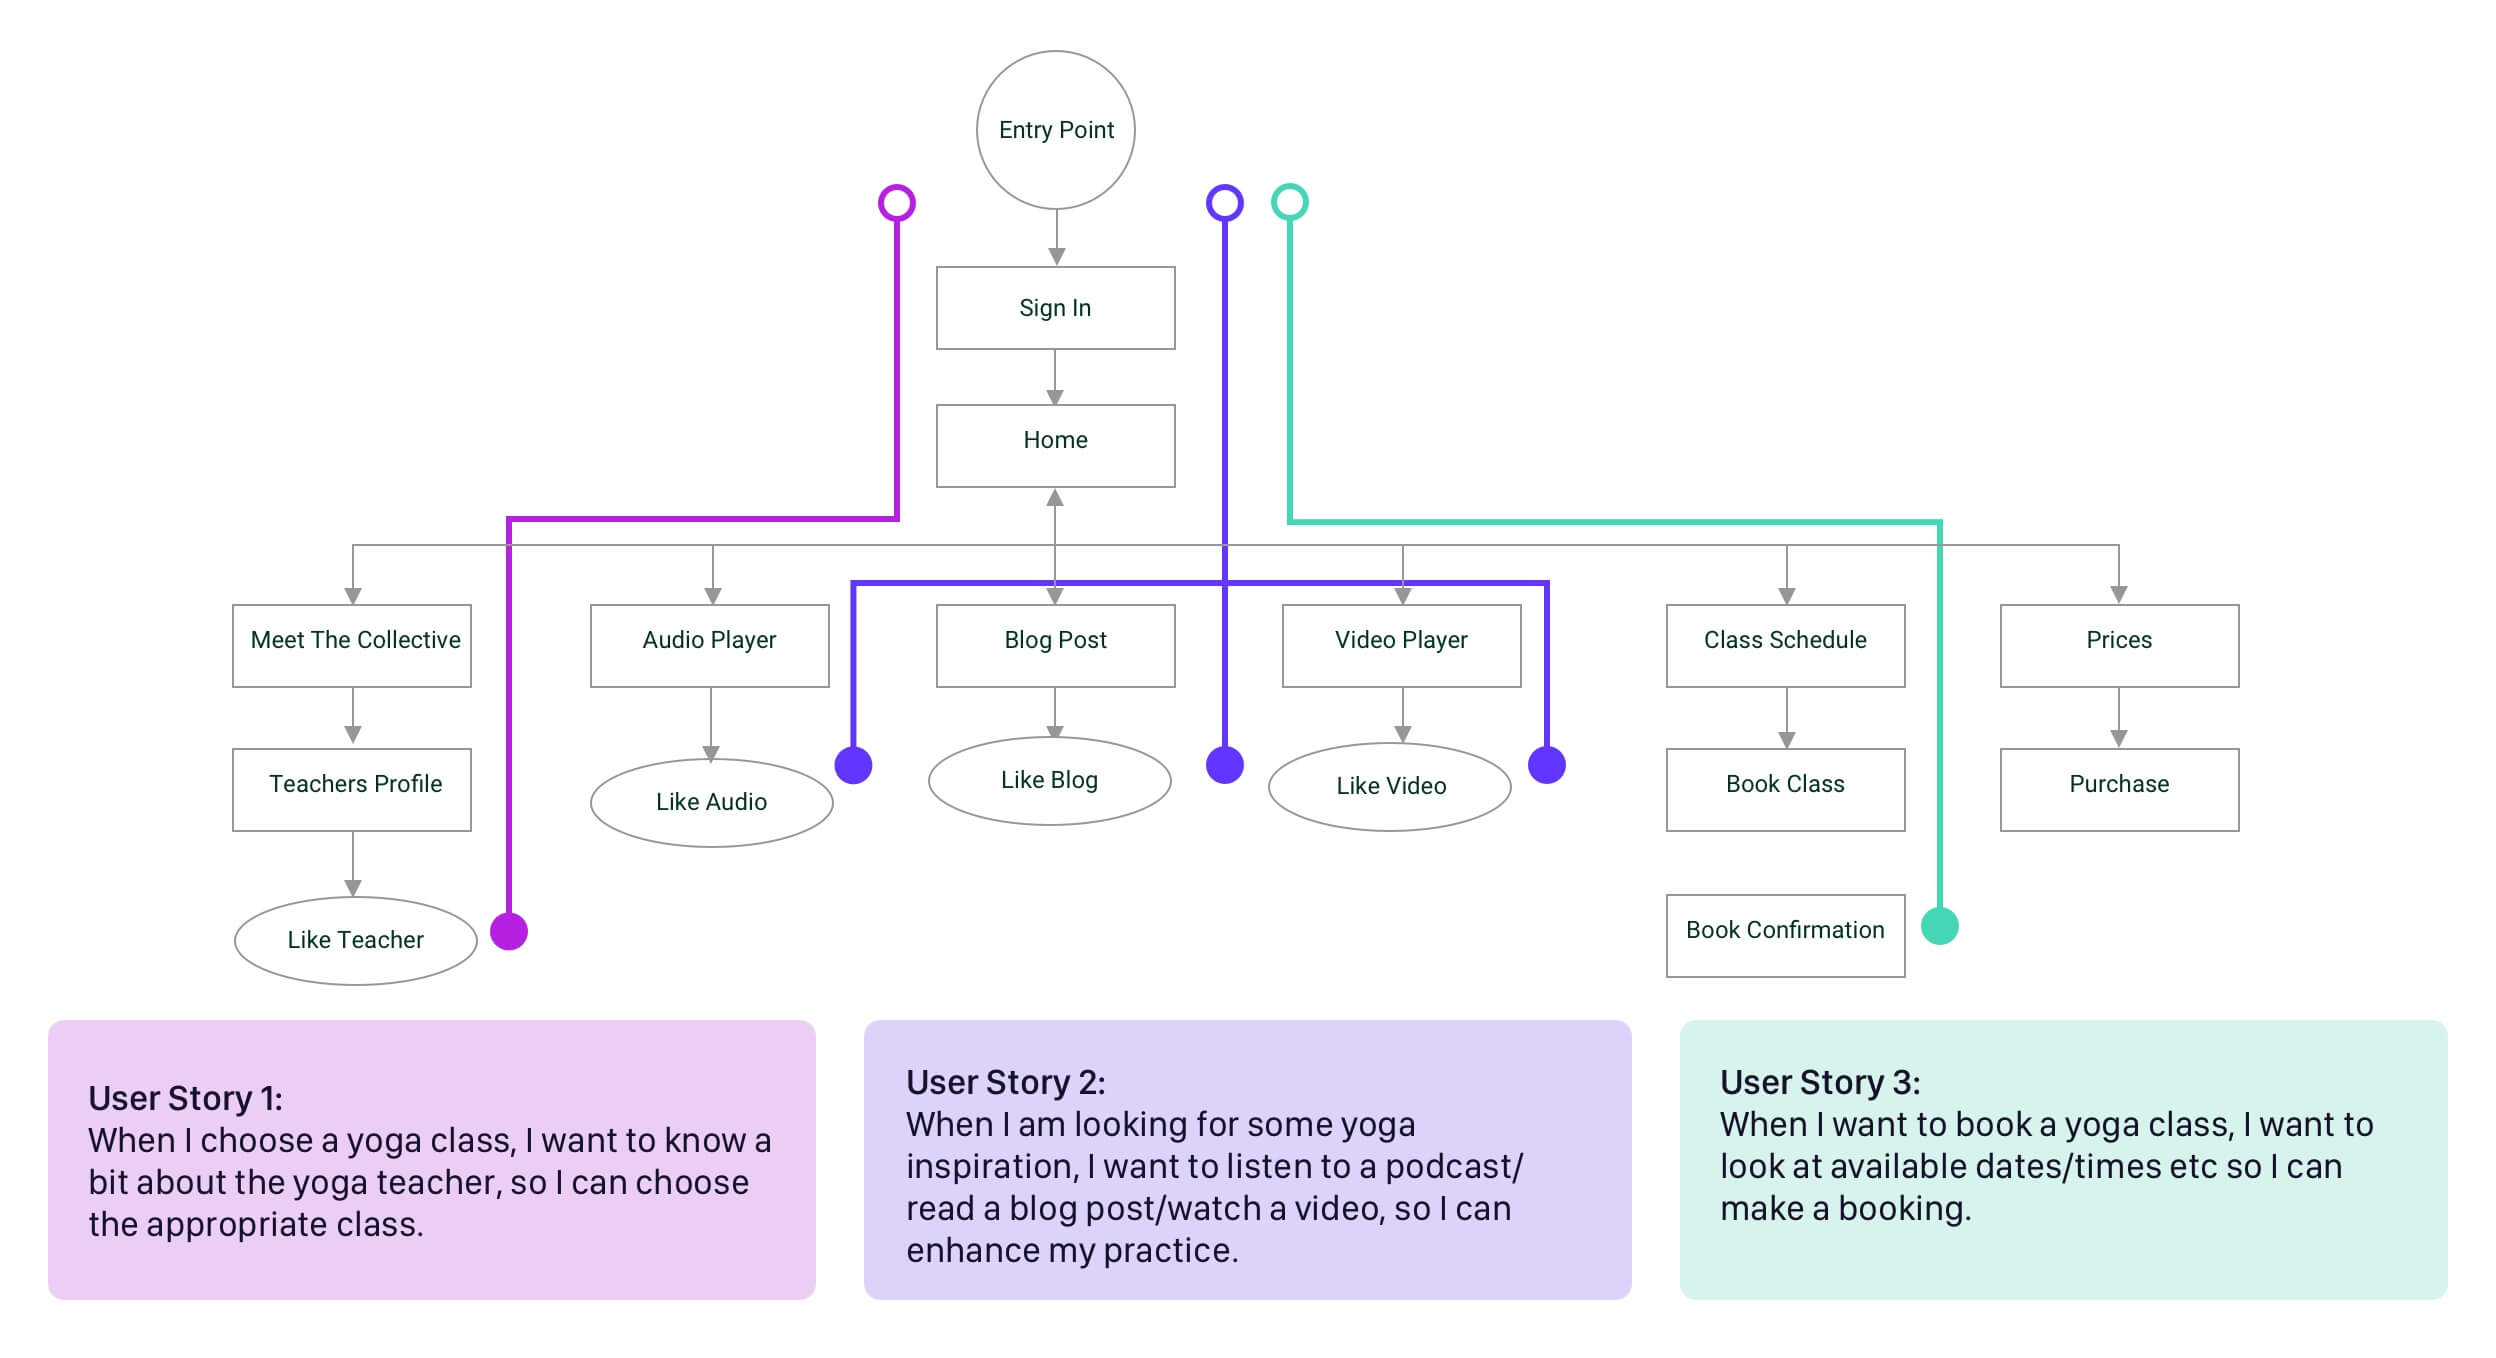 Entry Point
Sign In
Home
Meet The Collective
Audio Player
Blog Post
Video Player
Class Schedule
Prices
Teachers Profile
Like Audio
Like Blog
Like Video
Book Class
Purchase
Like Teacher
Book Confirmation
User Story 1:
When I choose a yoga class, I want to know a
bit about the yoga teacher, so I can choose
the appropriate class.
User Story 2:
When I am looking for some yoga
inspiration, I want to listen to a podcast/
read a blog post/watch a video, so I can
enhance my practice.
User Story 3:
When I want to book a yoga class, I want to
look at available dates/times etc so I can
make a booking.